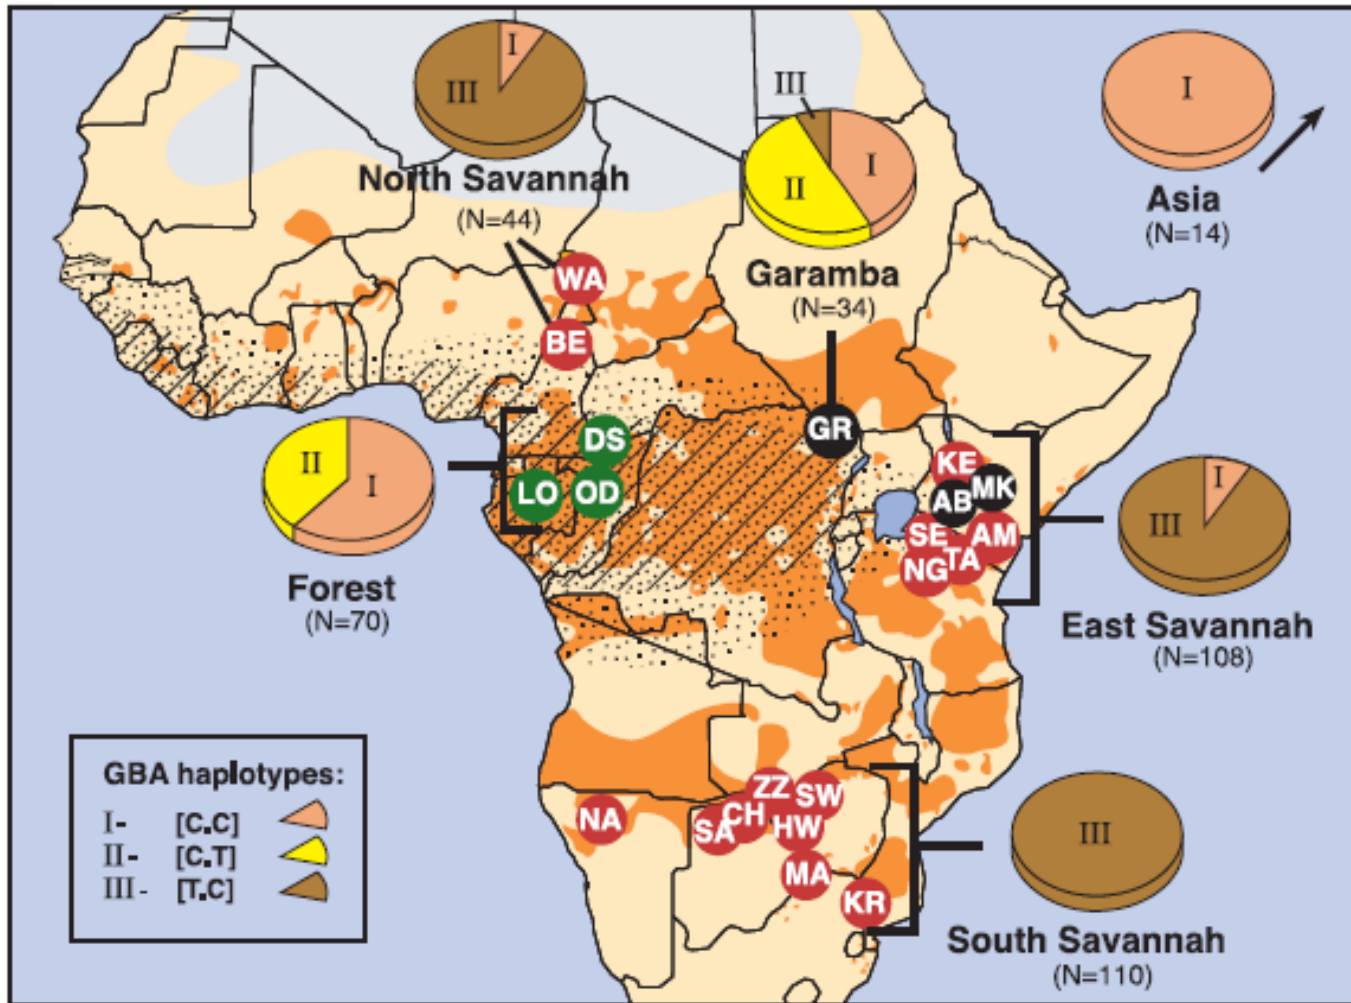 I
III
North Savannah
(N=44)
III
I
II
Garamba
(N=34)
I
Asia
(N=14)
WA
BE
GR
DS
LO
OD
II
I
Forest
(N=70)
KE
MK
AB
SE
AM
TA
NG
I
III
East Savannah
(N=108)
GBA haplotypes:
I- [C.C]
II- [C.T]
III- [T.C]
NA
ZZ
SW
CH
SA
HW
MA
KR
III
South Savannah
(N=110)